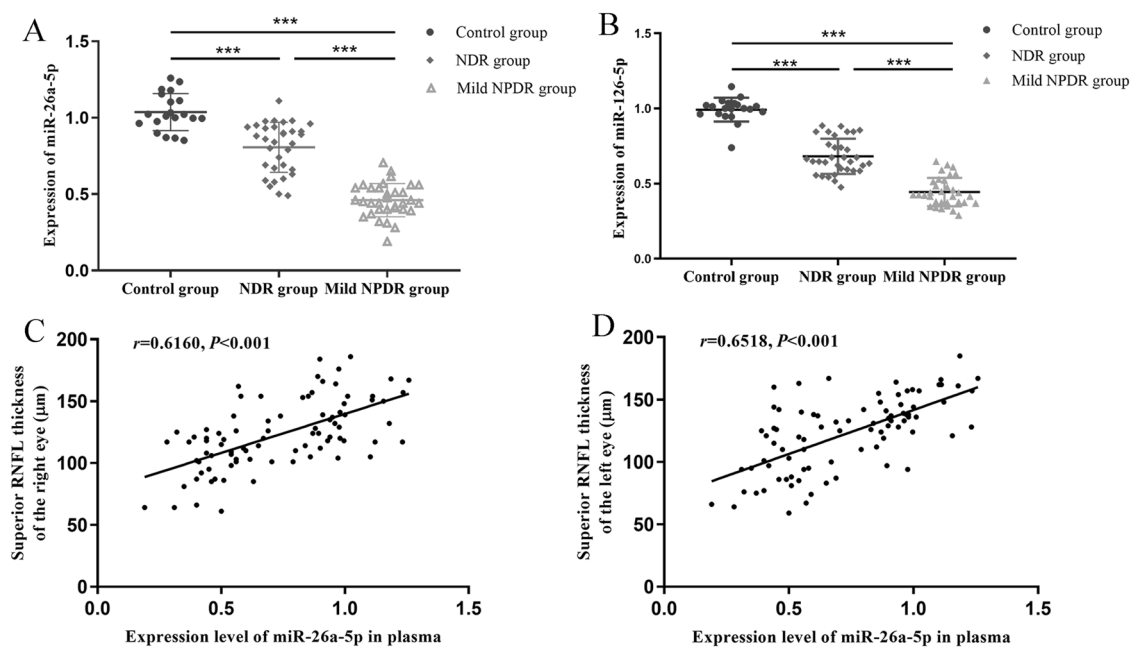 A
***
***
***
Control group
NDR group
Mild NPDR group
Expression of miR-26a-5p
1.5
1.0
0.5
0.0
Control group
NDR group
Mild NPDR group
B
***
***
***
Control group
NDR group
Mild NPDR group
Expression of miR-126-5p
1.5
1.0
0.5
0.0
Control group
NDR group
Mild NPDR group
C
r=0.6160, P<0.001
Superior RNFL thickness
of the right eye (μm)
200
150
100
50
0
0.0
0.5
1.0
1.5
Expression level of miR-26a-5p in plasma
D
r=0.6518, P<0.001
Superior RNFL thickness
of the left eye (μm)
200
150
100
50
0
0.0
0.5
1.0
1.5
Expression level of miR-26a-5p in plasma